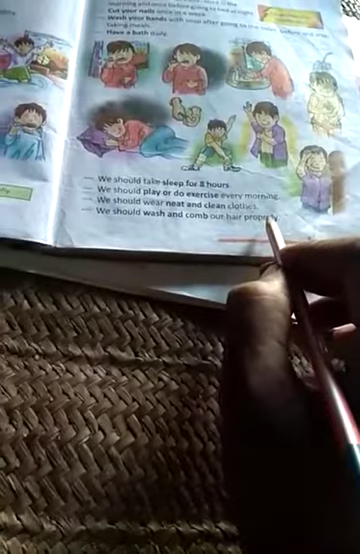 morning and once before going to bed at night.
Cut your nails once in a week.
Wash your hands with soap after going to the toilet, before and after
taking meals.
Have a bath daily.
— We should take sleep for 8 hours.
— We should play or do exercise every morning.
— We should wear neat and clean clothes.
— We should wash and comb our hair properly.